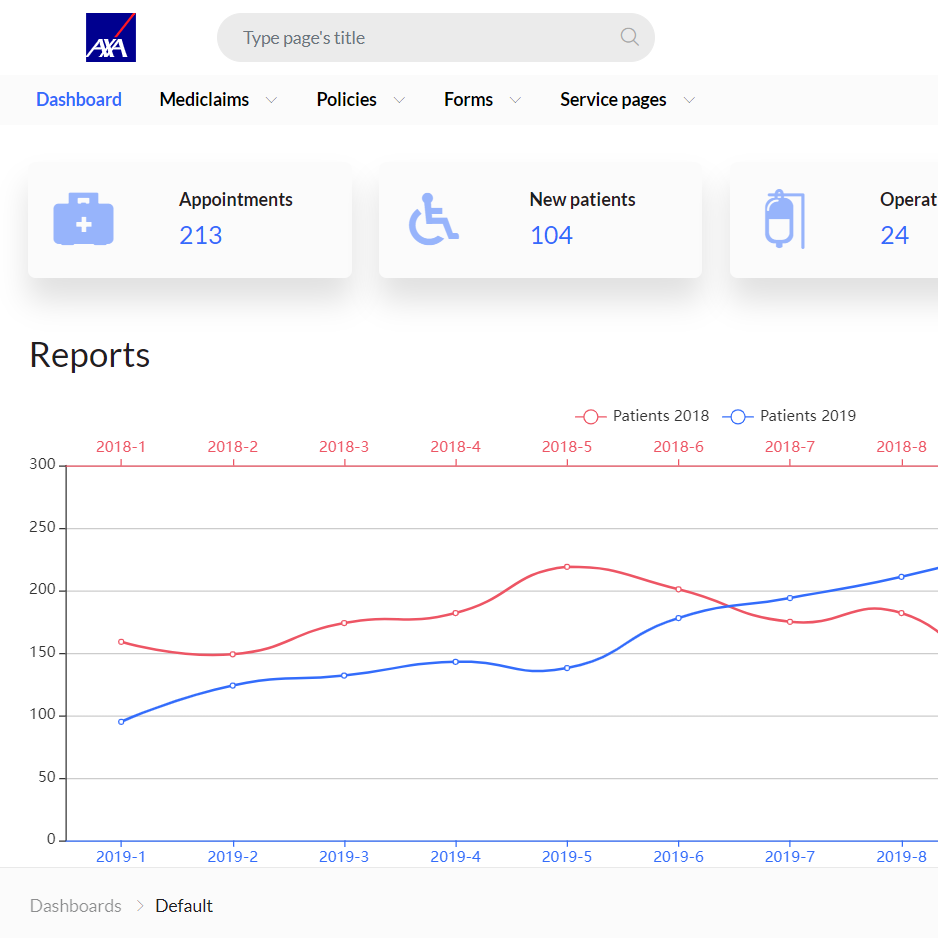 AXA
Type page's title
Dashboard Mediclaims Policies Forms Service pages
Appointments New patients Operat
213 104 24
Reports
Patients 2018 Patients 2019
2018-1 2018-2 2018-3 2018-4 2018-5 2018-6 2018-7 2018-8
300
250
200
150
100
50
0
2019-1 2019-2 2019-3 2019-4 2019-5 2019-6 2019-7 2019-8
Dashboards Default